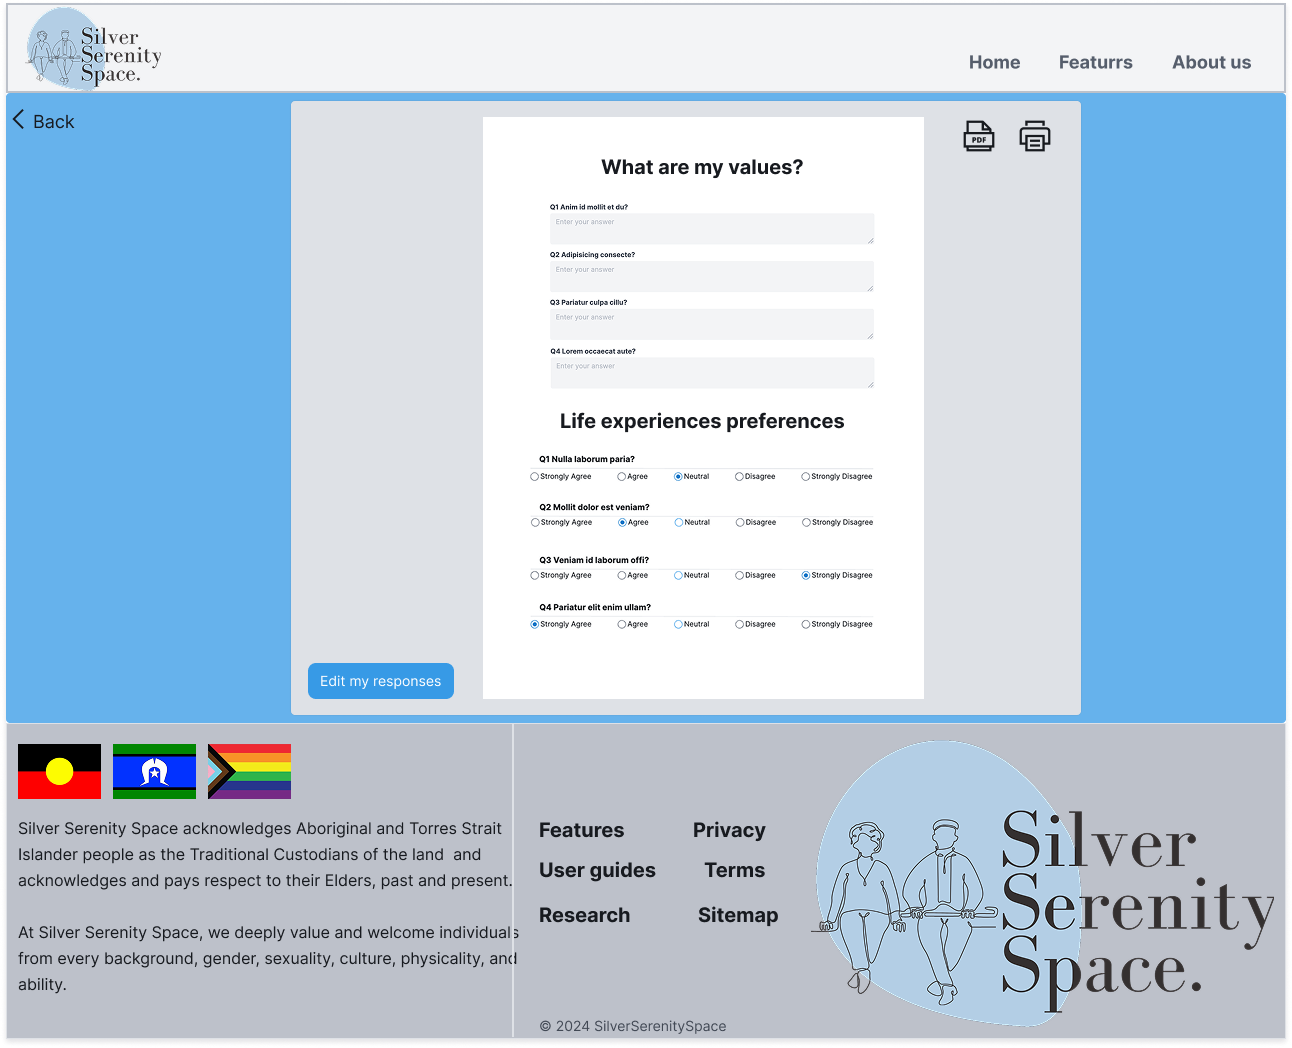 Silver
Serenity
Space.
Home Featurrs About us
Back
PDF
What are my values?
Q1 Anim id mollit et du?
Enter your answer
Q2 Adipisicing consecte?
Enter your answer
Q3 Pariatur culpa cillu?
Enter your answer
Q4 Lorem occaecat aute?
Enter your answer
Life experiences preferences
Q1 Nulla laborum paria?
Strongly Agree Agree Neutral Disagree Strongly Disagree
Q2 Mollit dolor est veniam?
Strongly Agree Agree Neutral Disagree Strongly Disagree
Q3 Veniam id laborum offi?
Strongly Agree Agree Neutral Disagree Strongly Disagree
Q4 Pariatur elit enim ullam?
Strongly Agree Agree Neutral Disagree Strongly Disagree
Edit my responses
Silver Serenity Space acknowledges Aboriginal and Torres Strait
Islander people as the Traditional Custodians of the land and
acknowledges and pays respect to their Elders, past and present.
At Silver Serenity Space, we deeply value and welcome individuals
from every background, gender, sexuality, culture, physicality, and
ability.
Features Privacy
User guides Terms
Research Sitemap
© 2024 SilverSerenitySpace
Silver
Serenity
Space.